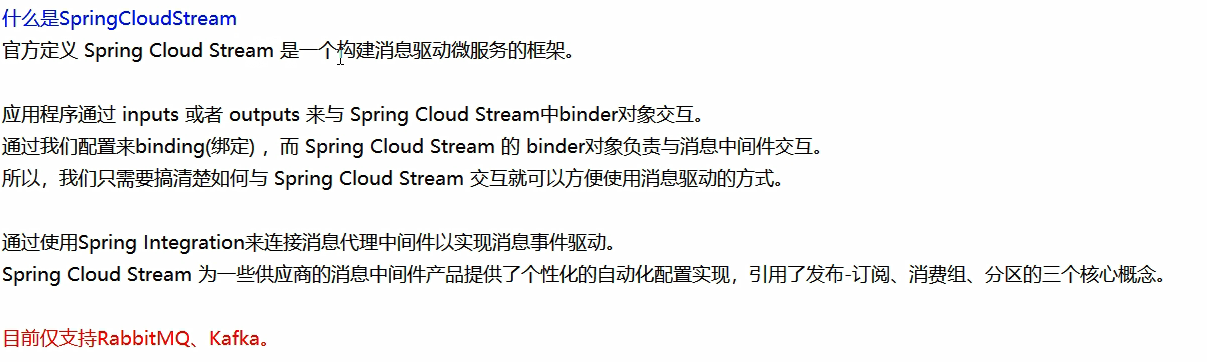 什么是SpringCloudStream
官方定义 Spring Cloud Stream 是一个构建消息驱动微服务的框架。
应用程序通过 inputs 或者 outputs 来与 Spring Cloud Stream中binder对象交互。
通过我们配置来binding(绑定) ，而 Spring Cloud Stream 的 binder对象负责与消息中间件交互。
所以，我们只需要搞清楚如何与 Spring Cloud Stream 交互就可以方便使用消息驱动的方式。
通过使用Spring Integration来连接消息代理中间件以实现消息事件驱动。
Spring Cloud Stream 为一些供应商的消息中间件产品提供了个性化的自动化配置实现，引用了发布-订阅、消费组、分区的三个核心概念。
目前仅支持RabbitMQ、Kafka。